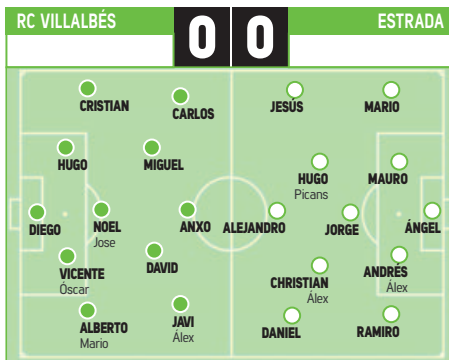 RC VILLALBÉS 0 0 ESTRADA
CRISTIAN
CARLOS
JESÚS
MARIO
HUGO
MIGUEL
HUGO
Picans
MAURO
DIEGO
NOEL
Jose
ANXO
ALEJANDRO
JORGE
ÁNGEL
VICENTE
Óscar
DAVID
CHRISTIAN
Álex
ANDRÉS
Álex
ALBERTO
Mario
JAVI
Álex
DANIEL
RAMIRO